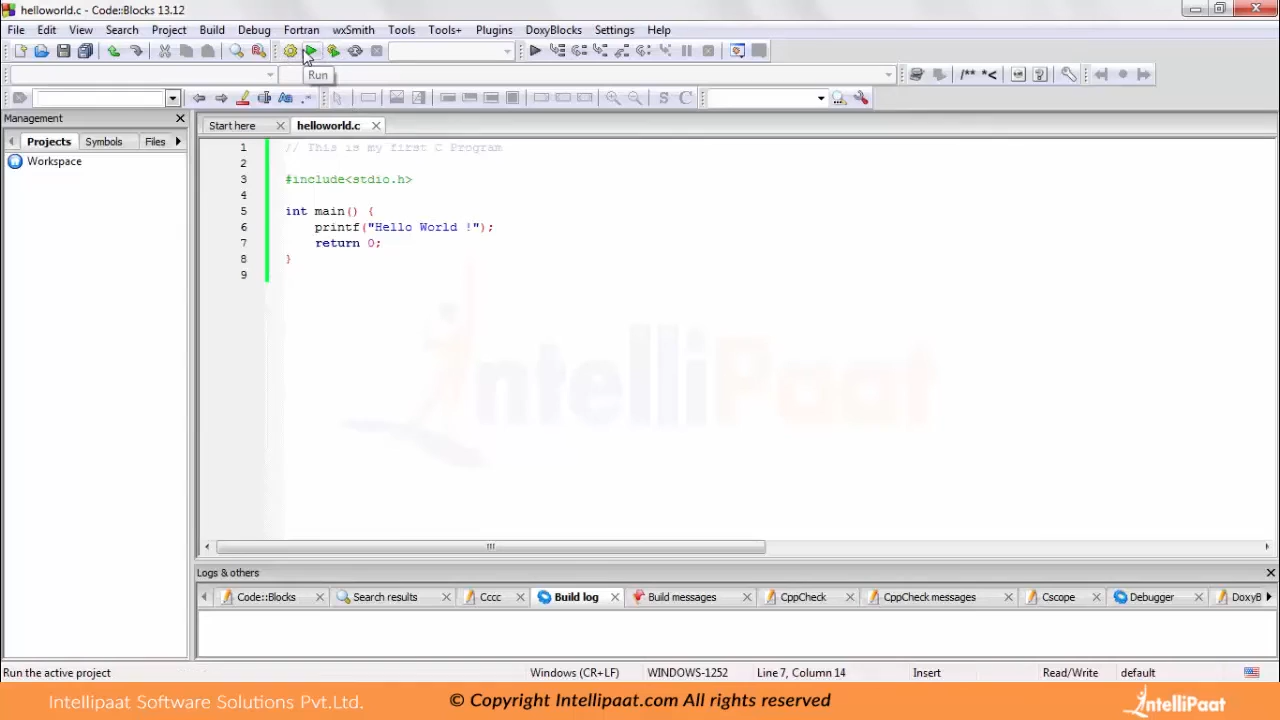 helloworld.c - Code::Blocks 13.12
File Edit View Search Project Build Debug Fortran wxSmith Tools Tools+ Plugins DoxyBlocks Settings Help
Run
/** *<
Management
Projects Symbols Files
Workspace
Start here helloworld.c
1 // This is my first C Program
2
3 #include<stdio.h>
4
5 int main() {
6 printf("Hello World !");
7 return 0;
8 }
9
IntelliPaat
Logs & others
Code::Blocks Search results Cccc Build log Build messages CppCheck CppCheck messages Cscope Debugger DoxyB
Run the active project Windows (CR+LF) WINDOWS-1252 Line 7, Column 14 Insert Read/Write default
Intellipaat Software Solutions Pvt.Ltd. © Copyright Intellipaat.com All rights reserved IntelliPaat